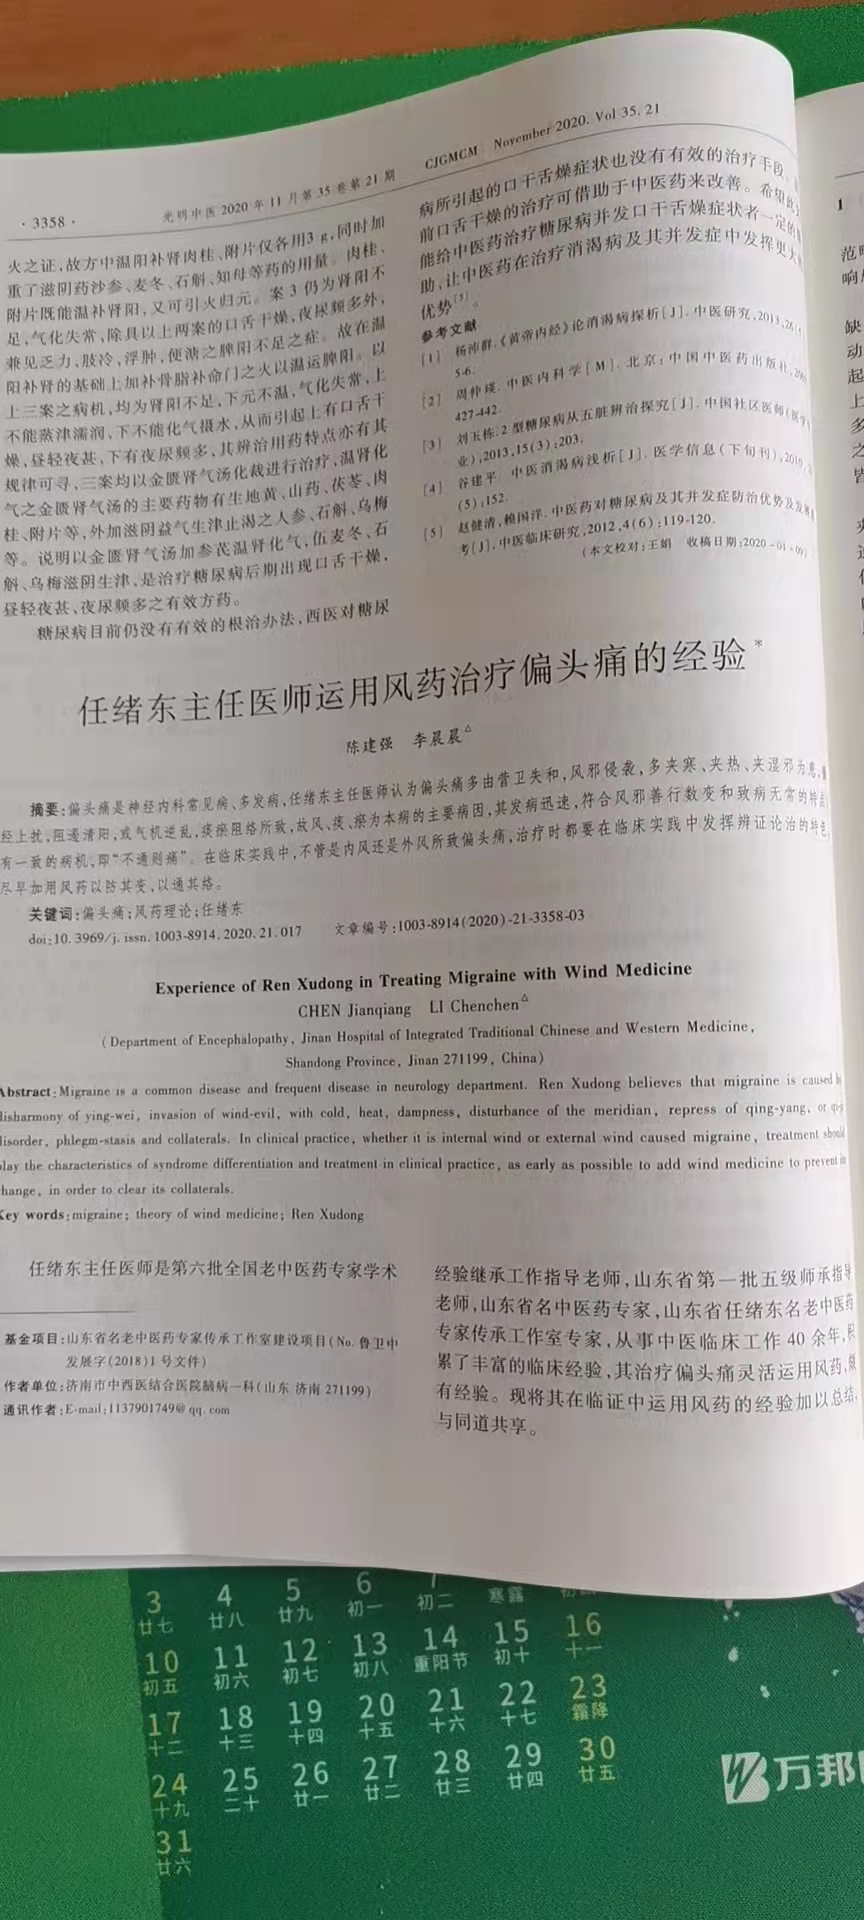 · 3358 ·
光明中医 2020 年 11 月第 35 卷第 21 期
CJGMCM November 2020. Vol 35. 21
火之证,故方中温阳补肾肉桂、附片仅各用3 g,同时加
重了滋阴药沙参、麦冬、石斛、知母等药的用量。肉桂、
附片既能温补肾阳,又可引火归元。案 3 仍为肾阳不
足,气化失常,除具以上两案的口舌干燥,夜尿频多外,
兼见乏力,肢冷,浮肿,便溏之脾阳不足之症。故在温
阳补肾的基础上加补骨脂补命门之火以温运脾阳。以
上三案之病机,均为肾阳不足,下元不温,气化失常,上
不能蒸津濡润、下不能化气摄水,从而引起上有口舌干
燥,昼轻夜甚,下有夜尿频多,其辨治用药特点亦有其
规律可寻,三案均以金匮肾气汤化裁进行治疗,温肾化
气之金匮肾气汤的主要药物有生地黄、山药、茯苓、肉
桂、附片等,外加滋阴益气生津止渴之人参、石斛、乌梅
等。说明以金匮肾气汤加参芪温肾化气,伍麦冬、石
斛、乌梅滋阴生津,是治疗糖尿病后期出现口舌干燥,
昼轻夜甚,夜尿频多之有效方药。
糖尿病目前仍没有有效的根治办法,西医对糖尿
病所引起的口干舌燥症状也没有有效的治疗手段,
前口舌干燥的治疗可借助于中医药来改善。希望此
能给中医药治疗糖尿病并发口干舌燥症状者一定的
助,让中医药在治疗消渴病及其并发症中发挥更大
优势[5]。
参考文献
[1] 杨沛群.《黄帝内经》论消渴病探析[J].中医研究,2013,26
5-6.
[2] 周仲瑛.中医内科学[M].北京:中国中医药出版社,
427-442.
[3] 刘玉栋.2 型糖尿病从五脏辨治探究[J].中国社区医师(医学
业),2013,15(3):203.
[4] 谷建平.中医消渴病浅析[J].医学信息(下旬刊),2010,
(5):152.
[5] 赵健清,赖国洋.中医药对糖尿病及其并发症防治优势及发展
考[J].中医临床研究,2012,4(6):119-120.
(本文校对:王娟 收稿日期:2020-01-09)
任绪东主任医师运用风药治疗偏头痛的经验*
陈建强 李晨晨△
摘要:偏头痛是神经内科常见病、多发病,任绪东主任医师认为偏头痛多由营卫失和,风邪侵袭,多夹寒、夹热、夹湿邪为患,
经上扰,阻遏清阳,或气机逆乱,痰瘀阻络所致,故风、痰、瘀为本病的主要病因,其发病迅速,符合风邪善行数变和致病无常的特点,
有一致的病机,即“不通则痛”。在临床实践中,不管是内风还是外风所致偏头痛,治疗时都要在临床实践中发挥辨证论治的特色,
尽早加用风药以防其变,以通其络。
关键词:偏头痛;风药理论;任绪东
doi:10.3969/j.issn.1003-8914.2020.21.017 文章编号:1003-8914(2020)-21-3358-03
Experience of Ren Xudong in Treating Migraine with Wind Medicine
CHEN Jianqiang LI Chenchen△
(Department of Encephalopathy, Jinan Hospital of Integrated Traditional Chinese and Western Medicine,
Shandong Province, Jinan 271199, China)
Abstract:Migraine is a common disease and frequent disease in neurology department. Ren Xudong believes that migraine is caused
disharmony of ying-wei, invasion of wind-evil, with cold, heat, dampness, disturbance of the meridian, repress of qing-yang, or
disorder, phlegm-stasis and collaterals. In clinical practice, whether it is internal wind or external wind caused migraine, treatment should
play the characteristics of syndrome differentiation and treatment in clinical practice, as early as possible to add wind medicine to prevent its
change, in order to clear its collaterals.
Key words:migraine; theory of wind medicine; Ren Xudong
任绪东主任医师是第六批全国老中医药专家学术
基金项目:山东省名老中医药专家传承工作室建设项目(No.鲁卫中
发展字(2018)1 号文件)
作者单位:济南市中西医结合医院脑病一科(山东 济南 271199)
通讯作者:E-mail:1137901749@qq.com
经验继承工作指导老师,山东省第一批五级师承指导
老师,山东省名中医药专家,山东省任绪东名老中医药
专家传承工作室专家,从事中医临床工作 40 余年,积
累了丰富的临床经验,其治疗偏头痛灵活运用风药,颇
有经验。现将其在临证中运用风药的经验加以总结,
与同道共享。
1
响
缺
动
起
上
多
之
皆
3 4 5 6 7
廿七 廿八 廿九 初一 初二 寒露
10 11 12 13 14 15 16
初五 初六 初七 初八 重阳节 初十 十一
17 18 19 20 21 22 23
十二 十三 十四 十五 十六 十七 霜降
24 25 26 27 28 29 30
十九 二十 廿一 廿二 廿三 廿四 廿五
31
廿六
万邦